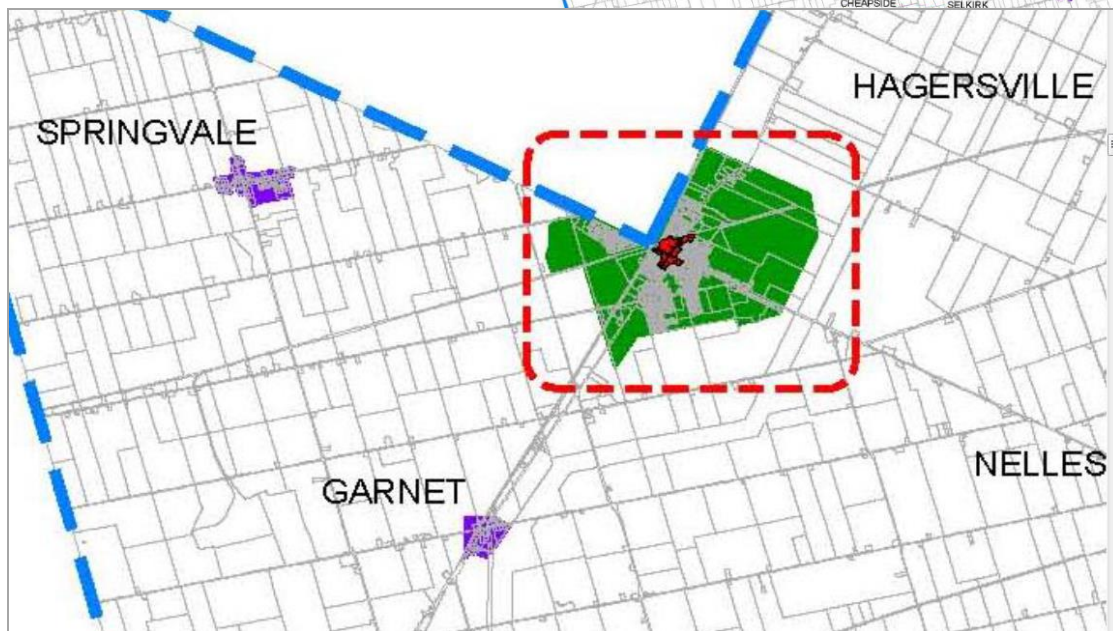 CHEAPSIDE
SELKIRK
HAGERSVILLE
SPRINGVALE
NELLES
GARNET